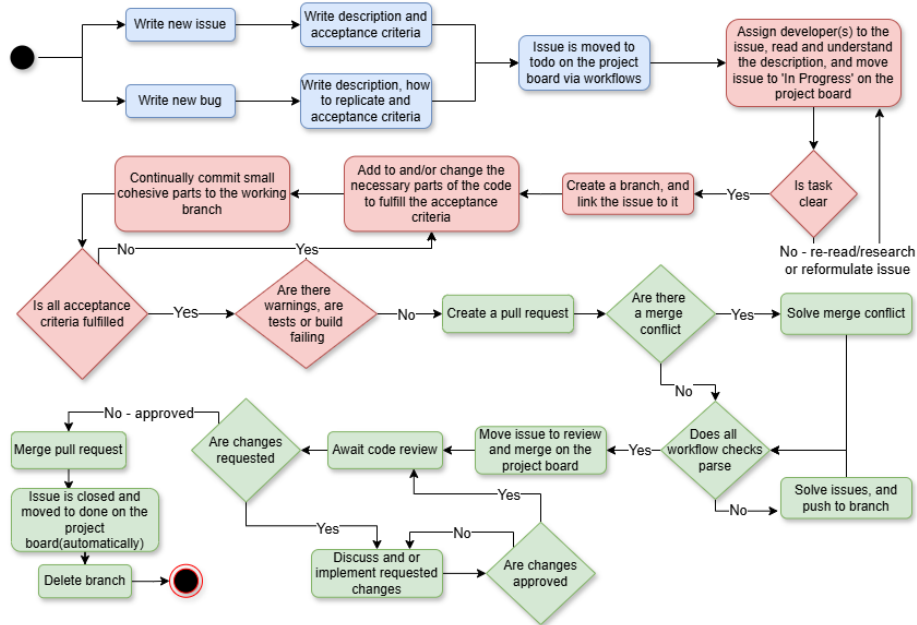 Write new issue
Write description and
acceptance criteria
Write new bug
Write description, how
to replicate and
acceptance criteria
Issue is moved to
todo on the project
board via workflows
Assign developer(s) to the
issue, read and understand
the description, and move
issue to 'In Progress' on the
project board
Is task
clear
No - re-read/research
or reformulate issue
Yes
Create a branch, and
link the issue to it
Add to and/or change the
necessary parts of the code
to fulfill the acceptance
criteria
Continually commit small
cohesive parts to the working
branch
Is all acceptance
criteria fulfilled
No
Yes
Yes
Are there
warnings, are
tests or build
failing
No
Create a pull request
Are there
a merge
conflict
Yes
Solve merge conflict
No
Does all
workflow checks
parse
No
Solve issues, and
push to branch
Yes
Move issue to review
and merge on the
project board
Await code review
Are changes
requested
Yes
Discuss and or
implement requested
changes
Are changes
approved
No
Yes
No - approved
Merge pull request
Issue is closed and
moved to done on the
project
board(automatically)
Delete branch